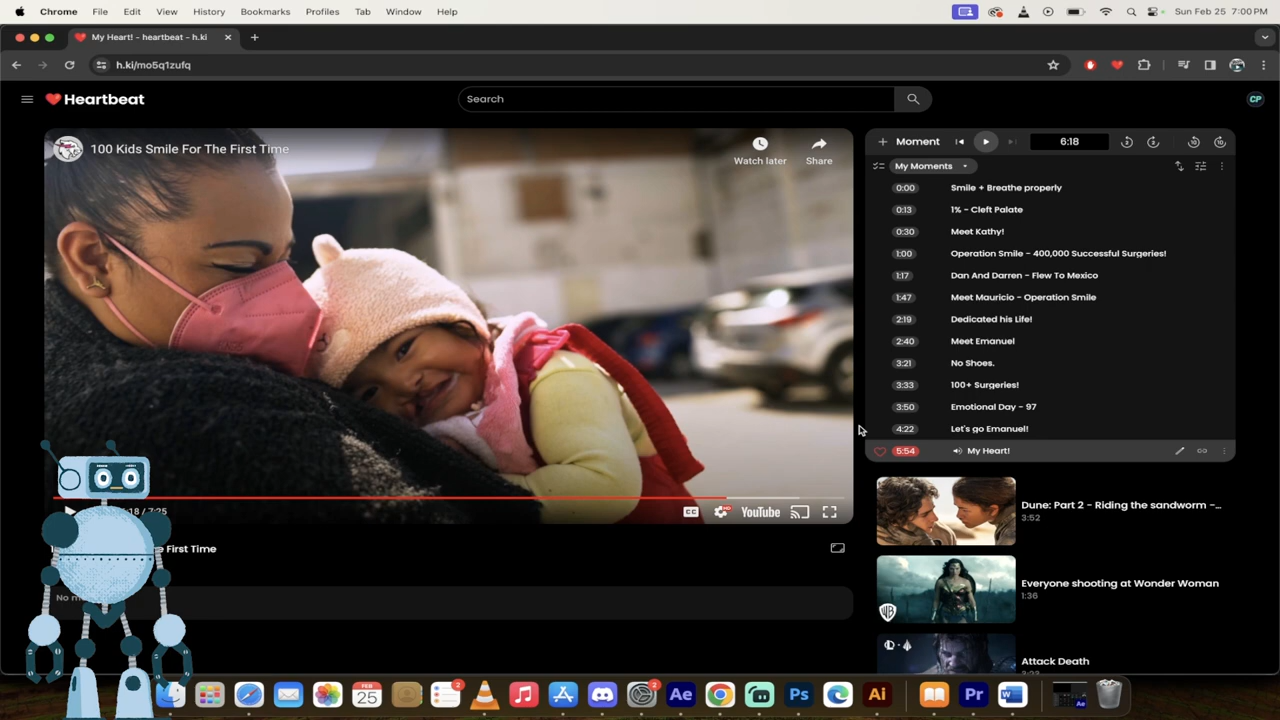 Chrome File Edit View History Bookmarks Profiles Tab Window Help Sun Feb 25 7:00 PM
My Heart! - heartbeat - h.ki
h.ki/mo5q1zufq
Heartbeat
Search
CP
100 Kids Smile For The First Time
Watch later
Share
Moment
6:18
My Moments
0:00 Smile + Breathe properly
0:13 1% - Cleft Palate
0:30 Meet Kathy!
1:00 Operation Smile - 400,000 Successful Surgeries!
1:17 Dan And Darren - Flew To Mexico
1:47 Meet Mauricio - Operation Smile
2:19 Dedicated his Life!
2:40 Meet Emanuel
3:21 No Shoes.
3:33 100+ Surgeries!
3:50 Emotional Day - 97
4:22 Let's go Emanuel!
5:54 My Heart!
:18 / 7:25
CC
HD
YouTube
e First Time
No m
Dune: Part 2 - Riding the sandworm -...
3:52
Everyone shooting at Wonder Woman
1:36
Attack Death
FEB
25
2
2
Ae
Ps
Ai
Pr
W
Ae